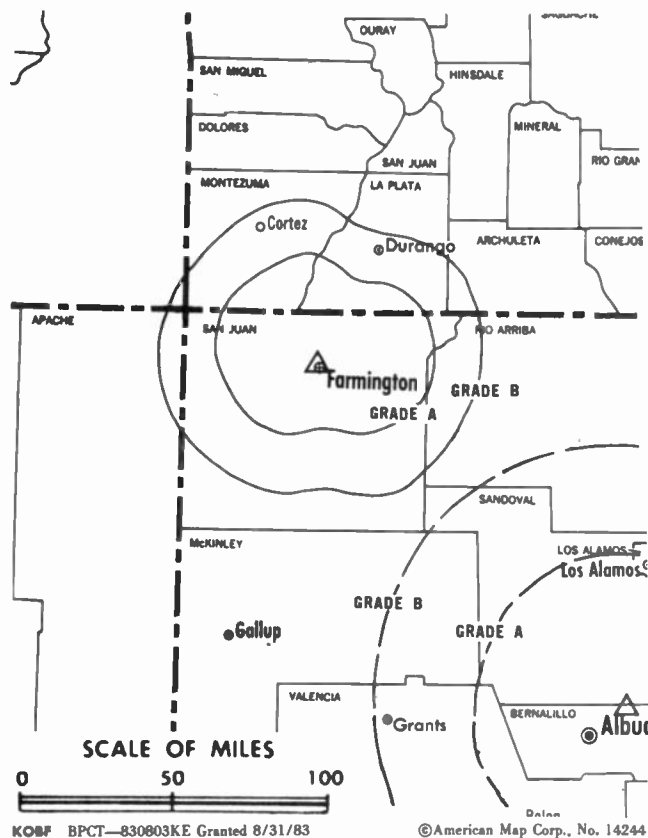 OURAY
SAN MIGUEL
HINSDALE
DOLORES
MINERAL
SAN JUAN
RIO GRAN
MONTEZUMA
LA PLATA
Cortez
Durango
ARCHULETA
CONEJOS
APACHE
SAN JUAN
RIO ARRIBA
Farmington
GRADE B
GRADE A
SANDOVAL
McKINLEY
LOS ALAMOS
Los Alamos
GRADE B
GRADE A
Gallup
VALENCIA
BERNALILLO
Grants
Albu
SCALE OF MILES
0 50 100
KOBF BPCT—830803KE Granted 8/31/83
©American Map Corp., No. 14244